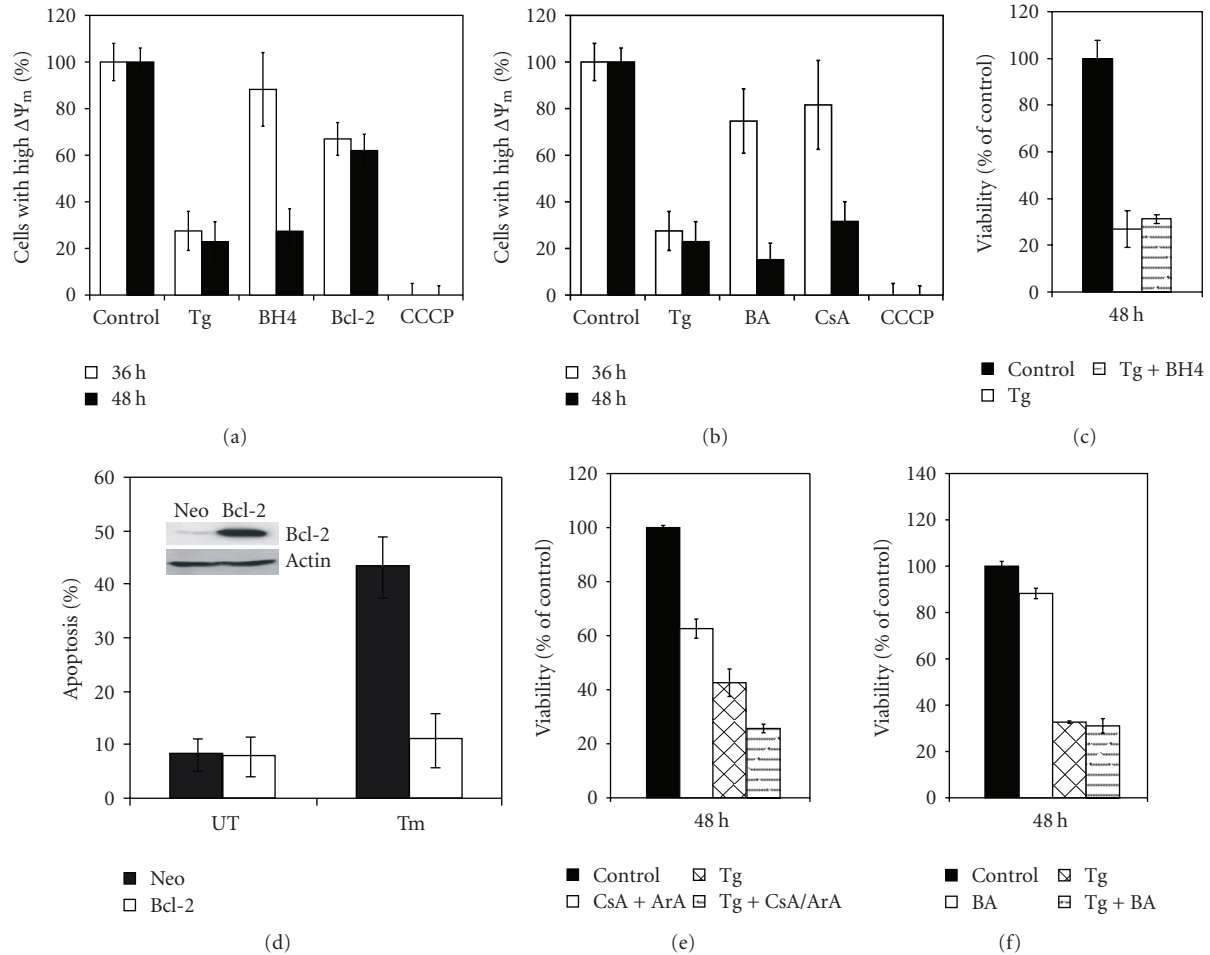 120
100
80
60
40
20
0
Cells with high ΔΨm (%)
Control Tg BH4 Bcl-2 CCCP
36 h
48 h
(a)
120
100
80
60
40
20
0
Cells with high ΔΨm (%)
Control Tg BA CsA CCCP
36 h
48 h
(b)
120
100
80
60
40
20
0
Viability (% of control)
48 h
Control Tg + BH4
Tg
(c)
60
50
40
30
20
10
0
Apoptosis (%)
Neo Bcl-2
Bcl-2
Actin
UT Tm
Neo
Bcl-2
(d)
120
100
80
60
40
20
0
Viability (% of control)
48 h
Control Tg
CsA + ArA Tg + CsA/ArA
(e)
140
120
100
80
60
40
20
0
Viability (% of control)
48 h
Control Tg
BA Tg + BA
(f)